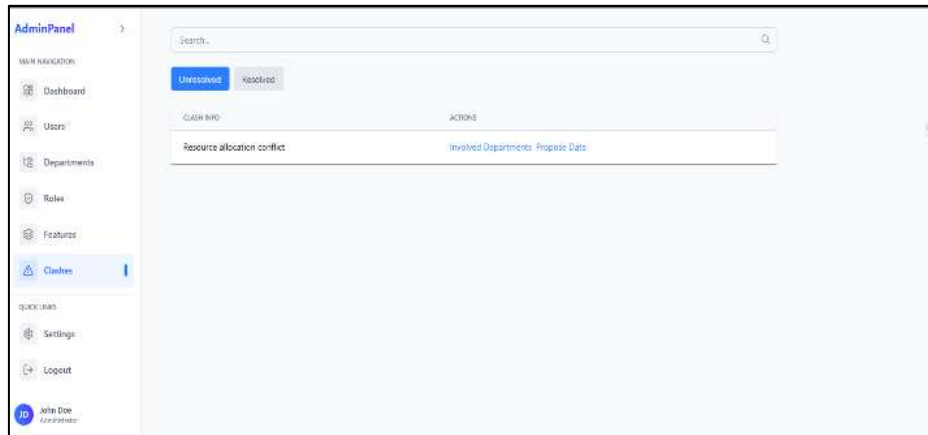 AdminPanel
MAIN NAVIGATION
Dashboard
Users
Departments
Roles
Features
Clashes
QUICK LINKS
Settings
Logout
JD
John Doe
Administrator
Search...
Unresolved
Resolved
CLASH INFO
ACTIONS
Resource allocation conflict
Involved Departments Propose Date